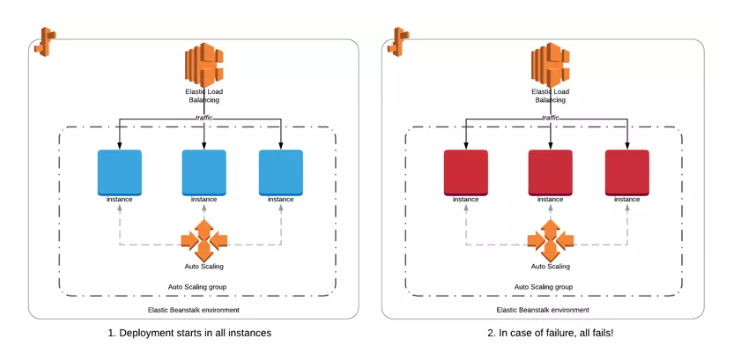 Elastic Load
Balancing
traffic
instance
instance
instance
Auto Scaling
Auto Scaling group
Elastic Beanstalk environment
1. Deployment starts in all instances
Elastic Load
Balancing
traffic
instance
instance
instance
Auto Scaling
Auto Scaling group
Elastic Beanstalk environment
2. In case of failure, all fails!